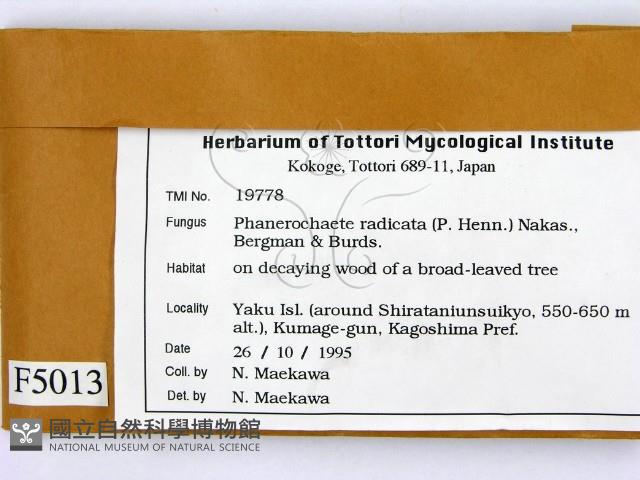 Herbarium of Tottori Mycological Institute
Kokoge, Tottori 689-11, Japan
TMI No. 19778
Fungus Phanerochaete radicata (P. Henn.) Nakas.,
Bergman & Burds.
Habitat on decaying wood of a broad-leaved tree
Locality Yaku Isl. (around Shirataniunsuikyo, 550-650 m
alt.), Kumage-gun, Kagoshima Pref.
Date 26 / 10 / 1995
Coll. by N. Maekawa
Det. by N. Maekawa
F5013
國立自然科學博物館
NATIONAL MUSEUM OF NATURAL SCIENCE